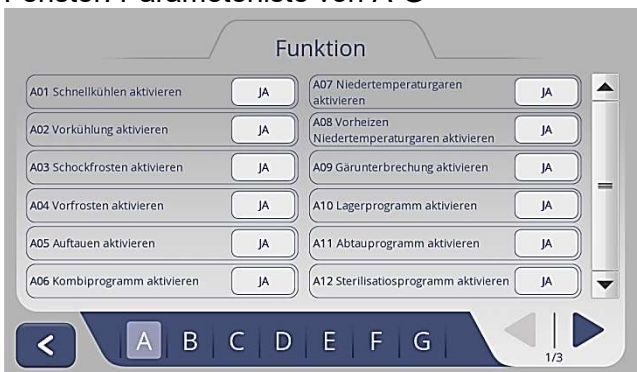 Fenster: Parameterliste von A-G
Funktion
A01 Schnellkühlen aktivieren JA
A02 Vorkühlung aktivieren JA
A03 Schockfrosten aktivieren JA
A04 Vorfrosten aktivieren JA
A05 Auftauen aktivieren JA
A06 Kombiprogramm aktivieren JA
A07 Niedertemperaturgaren
aktivieren JA
A08 Vorheizen
Niedertemperaturgaren aktivieren JA
A09 Gärunterbrechung aktivieren JA
A10 Lagerprogramm aktivieren JA
A11 Abtauprogramm aktivieren JA
A12 Sterilisatiosprogramm aktivieren JA
A B C D E F G
1/3